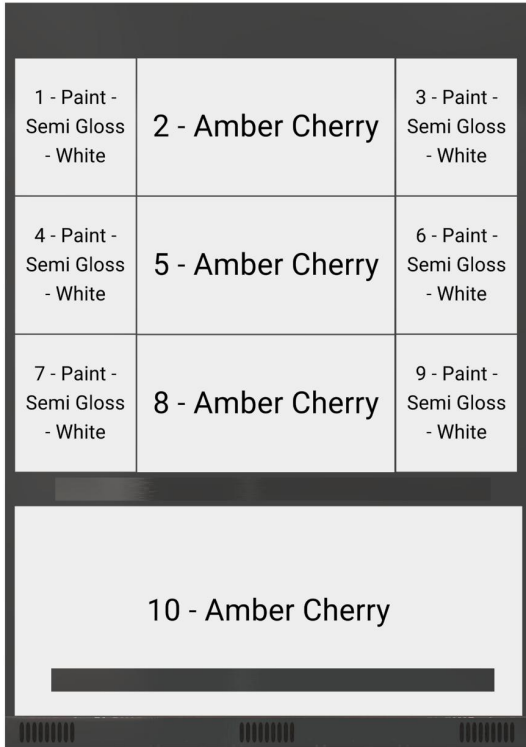 1 - Paint -
Semi Gloss
- White
2 - Amber Cherry
3 - Paint -
Semi Gloss
- White
4 - Paint -
Semi Gloss
- White
5 - Amber Cherry
6 - Paint -
Semi Gloss
- White
7 - Paint -
Semi Gloss
- White
8 - Amber Cherry
9 - Paint -
Semi Gloss
- White
10 - Amber Cherry